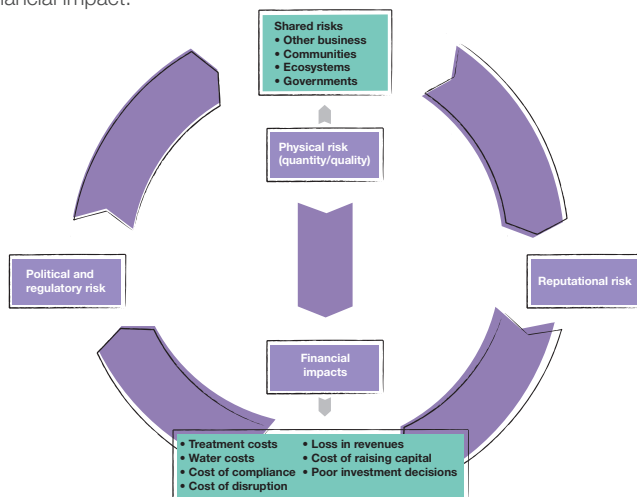 financial impact.
Shared risks
• Other business
• Communities
• Ecosystems
• Governments
Physical risk
(quantity/quality)
Political and
regulatory risk
Reputational risk
Financial
impacts
• Treatment costs
• Water costs
• Cost of compliance
• Cost of disruption
• Loss in revenues
• Cost of raising capital
• Poor investment decisions